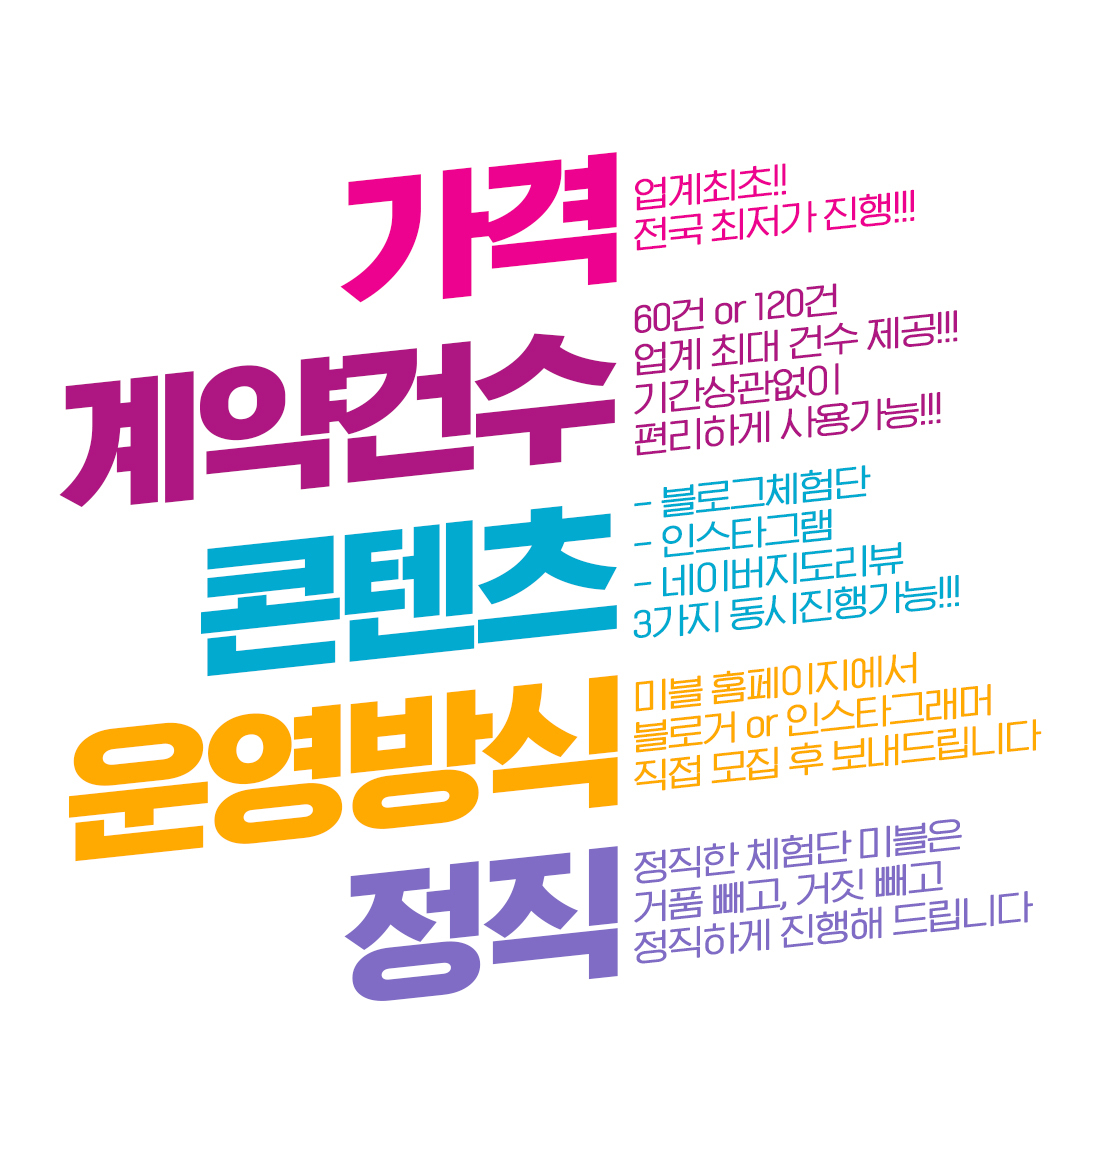 가격
업계최초!!
전국 최저가 진행!!!
계약건수
60건 or 120건
업계 최대 건수 제공!!!
기간상관없이
편리하게 사용가능!!!
콘텐츠
- 블로그체험단
- 인스타그램
- 네이버지도리뷰
3가지 동시진행가능!!!
운영방식
미블 홈페이지에서
블로거 or 인스타그래머
직접 모집 후 보내드립니다
정직
정직한 체험단 미블은
거품 빼고, 거짓 빼고
정직하게 진행해 드립니다